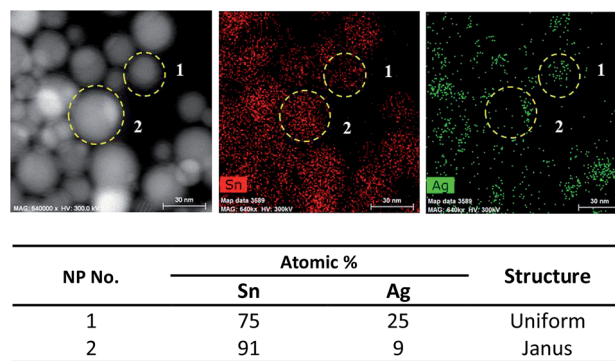 1
2
MAG: 640000 x HV: 300.0 kV
30 nm
1
2
Sn
Map data 3589
MAG: 640kx HV: 300kV
30 nm
1
2
Ag
Map data 3589
MAG: 640kx HV: 300kV
30 nm
NP No. Atomic % Structure
Sn Ag
1 75 25 Uniform
2 91 9 Janus